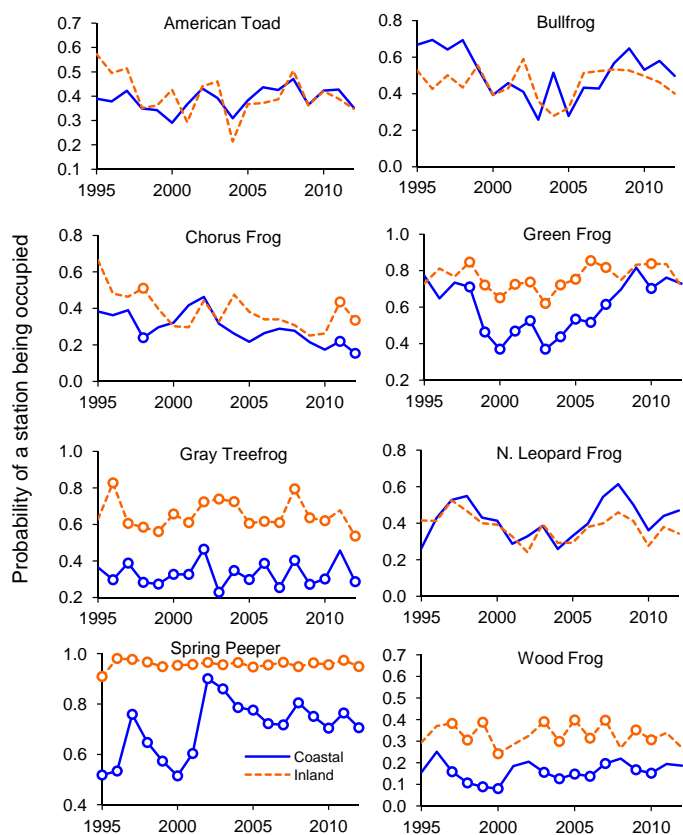 Probability of a station being occupied
American Toad
0.7
0.6
0.5
0.4
0.3
0.2
0.1
1995 2000 2005 2010
Bullfrog
0.8
0.6
0.4
0.2
0.0
1995 2000 2005 2010
Chorus Frog
0.8
0.6
0.4
0.2
0.0
1995 2000 2005 2010
Green Frog
1.0
0.8
0.6
0.4
0.2
1995 2000 2005 2010
Gray Treefrog
1.0
0.8
0.6
0.4
0.2
1995 2000 2005 2010
N. Leopard Frog
0.8
0.6
0.4
0.2
0.0
1995 2000 2005 2010
Spring Peeper
1.0
0.8
0.6
0.4
Coastal
Inland
1995 2000 2005 2010
Wood Frog
0.7
0.6
0.5
0.4
0.3
0.2
0.1
0.0
1995 2000 2005 2010